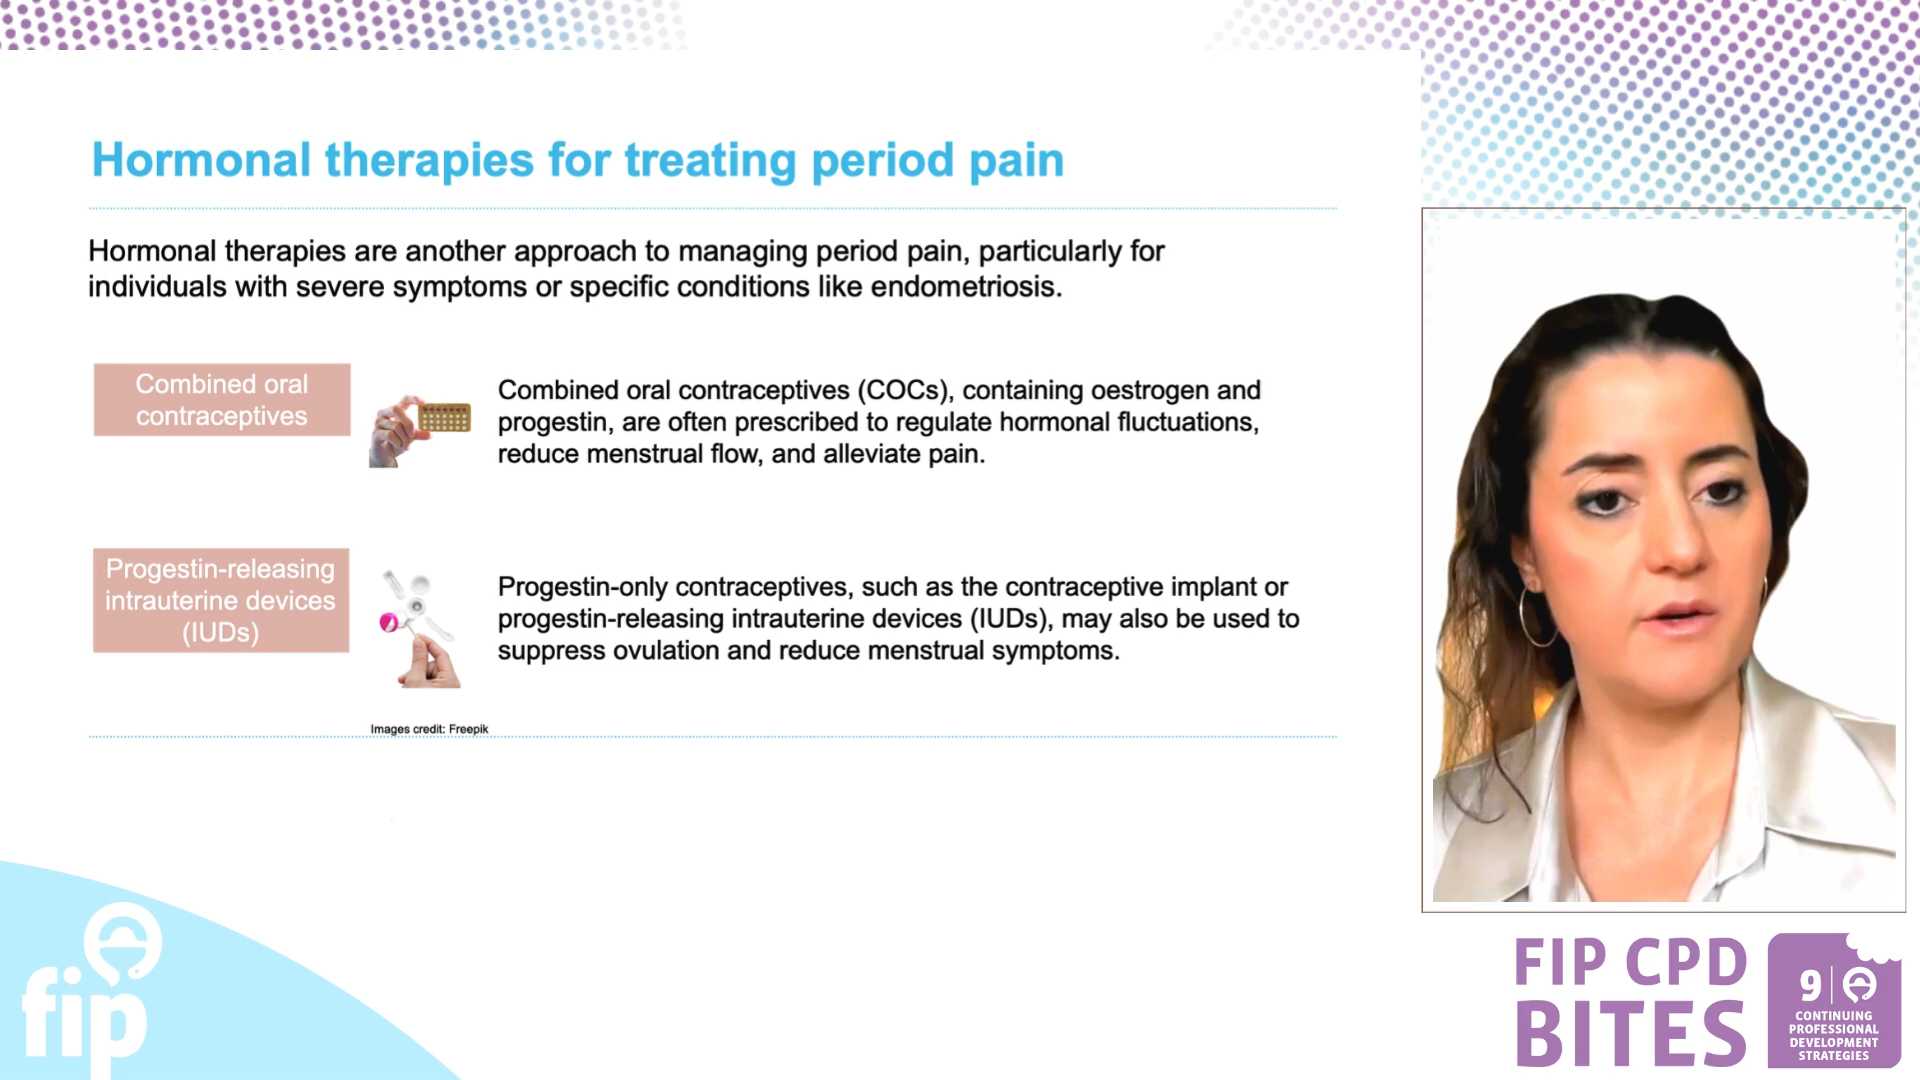 Hormonal therapies for treating period pain
Hormonal therapies are another approach to managing period pain, particularly for
individuals with severe symptoms or specific conditions like endometriosis.
Combined oral
contraceptives
Combined oral contraceptives (COCs), containing oestrogen and
progestin, are often prescribed to regulate hormonal fluctuations,
reduce menstrual flow, and alleviate pain.
Progestin-releasing
intrauterine devices
(IUDs)
Progestin-only contraceptives, such as the contraceptive implant or
progestin-releasing intrauterine devices (IUDs), may also be used to
suppress ovulation and reduce menstrual symptoms.
Images credit: Freepik
fip
FIP CPD
BITES
9
CONTINUING
PROFESSIONAL
DEVELOPMENT
STRATEGIES